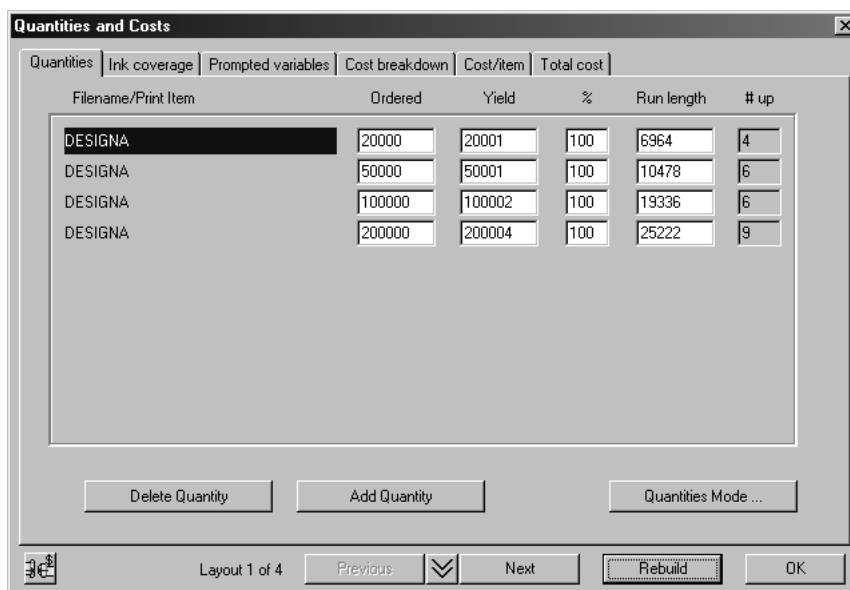 Quantities and Costs
Quantities Ink coverage Prompted variables Cost breakdown Cost/item Total cost
Filename/Print Item Ordered Yield % Run length # up
DESIGNA 20000 20001 100 6964 4
DESIGNA 50000 50001 100 10478 6
DESIGNA 100000 100002 100 19336 6
DESIGNA 200000 200004 100 25222 9
Delete Quantity Add Quantity Quantities Mode ...
Layout 1 of 4 Previous Next Rebuild OK